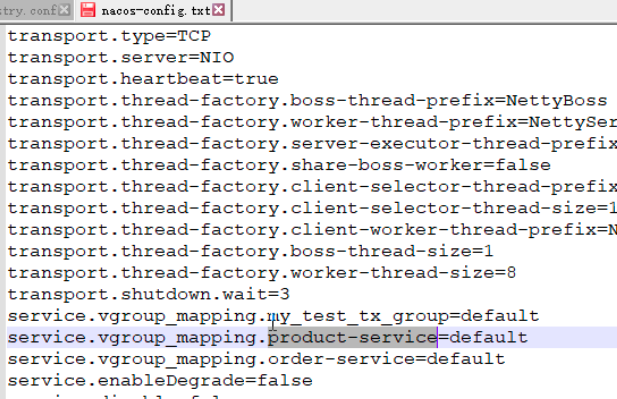 stry.conf
nacos-config.txt
transport.type=TCP
transport.server=NIO
transport.heartbeat=true
transport.thread-factory.boss-thread-prefix=NettyBoss
transport.thread-factory.worker-thread-prefix=NettySer
transport.thread-factory.server-executor-thread-prefix
transport.thread-factory.share-boss-worker=false
transport.thread-factory.client-selector-thread-prefix
transport.thread-factory.client-selector-thread-size=1
transport.thread-factory.client-worker-thread-prefix=N
transport.thread-factory.boss-thread-size=1
transport.thread-factory.worker-thread-size=8
transport.shutdown.wait=3
service.vgroup_mapping.my_test_tx_group=default
service.vgroup_mapping.product-service=default
service.vgroup_mapping.order-service=default
service.enableDegrade=false